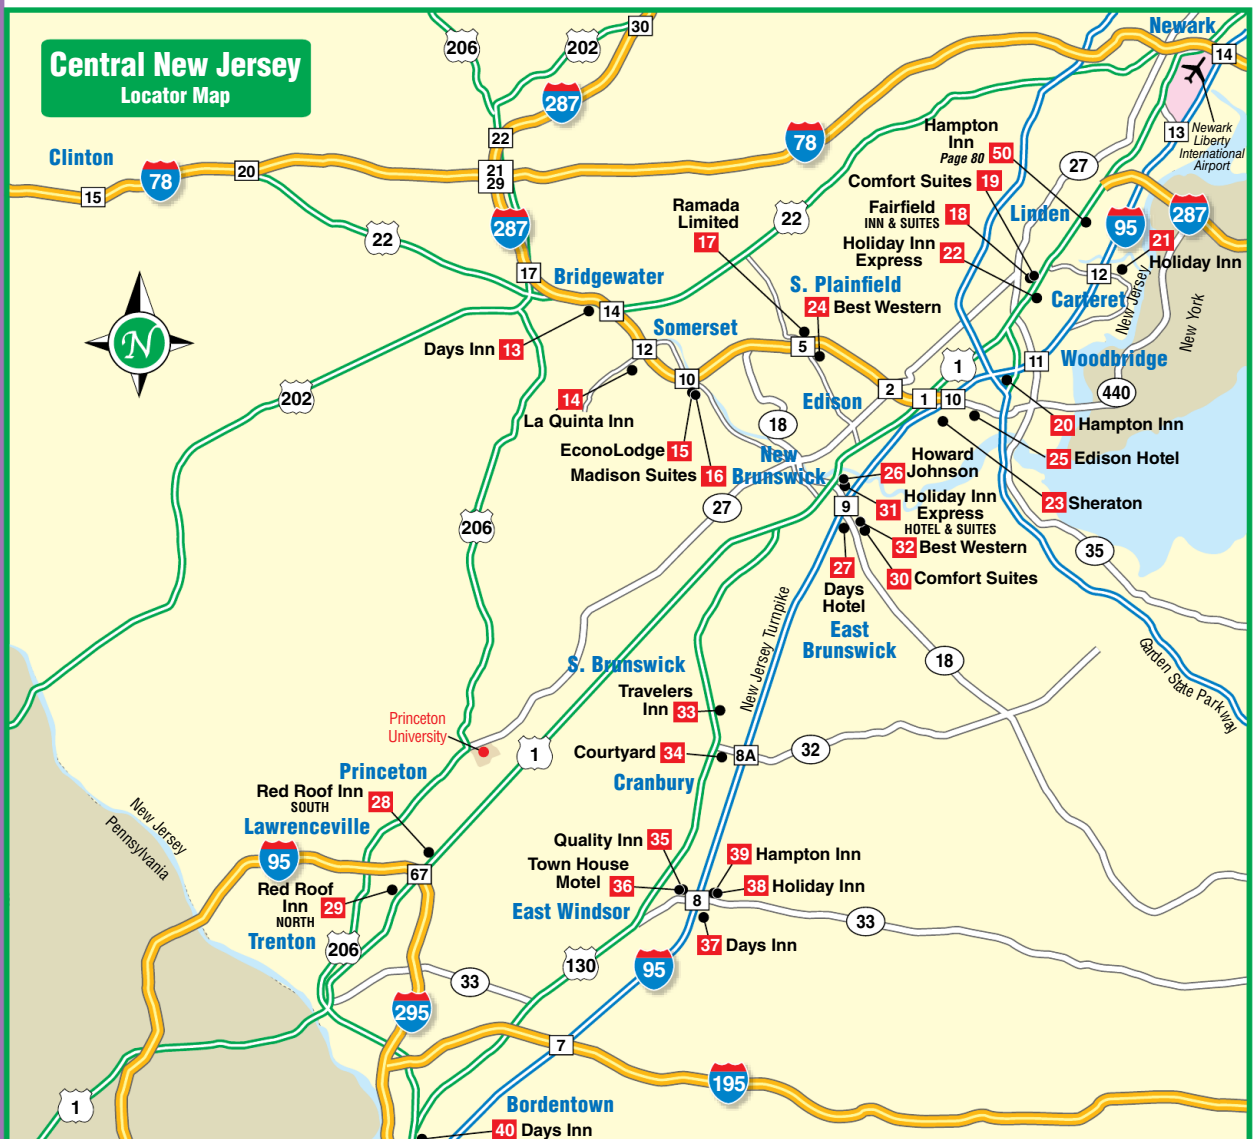 Central New Jersey
Locator Map
206
202
30
287
Newark
14
13
Newark
Liberty
International
Airport
22
Clinton
78
20
15
21
29
78
Hampton
Inn
Page 80
50
27
Comfort Suites 19
Fairfield
INN & SUITES
18
Linden
Holiday Inn
Express
22
95
287
21
Holiday Inn
12
Ramada
Limited
17
22
22
287
17
Bridgewater
S. Plainfield
24 Best Western
Carteret
New Jersey
New York
14
Somerset
Days Inn 13
12
5
1
11
Woodbridge
10
2
1
10
440
202
14
La Quinta Inn
Edison
18
20 Hampton Inn
EconoLodge 15
Madison Suites 16
New
Brunswick
25 Edison Hotel
Howard
Johnson
26
27
9
Holiday Inn
Express
HOTEL & SUITES
31
23 Sheraton
206
32 Best Western
35
27
Days
Hotel
30 Comfort Suites
New Jersey Turnpike
East
Brunswick
18
Garden State Parkway
S. Brunswick
Travelers
Inn 33
Princeton
University
1
Courtyard 34
8A
32
Cranbury
Princeton
Red Roof Inn
SOUTH
28
Lawrenceville
New Jersey
Pennsylvania
95
67
Quality Inn 35
39 Hampton Inn
Town House
Motel 36
38 Holiday Inn
Red Roof
Inn
NORTH
29
East Windsor
8
33
Trenton
206
37 Days Inn
130
95
33
295
7
195
1
Bordentown
40 Days Inn